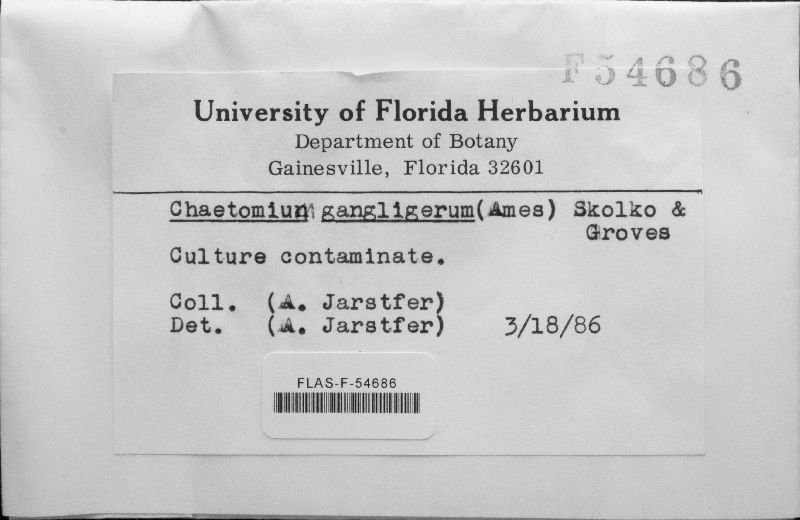 F54686
University of Florida Herbarium
Department of Botany
Gainesville, Florida 32601
Chaetomium gangligerum (Ames) Skolko &
Groves
Culture contaminate.
Coll. (A. Jarstfer)
Det. (A. Jarstfer) 3/18/86
FLAS-F-54686